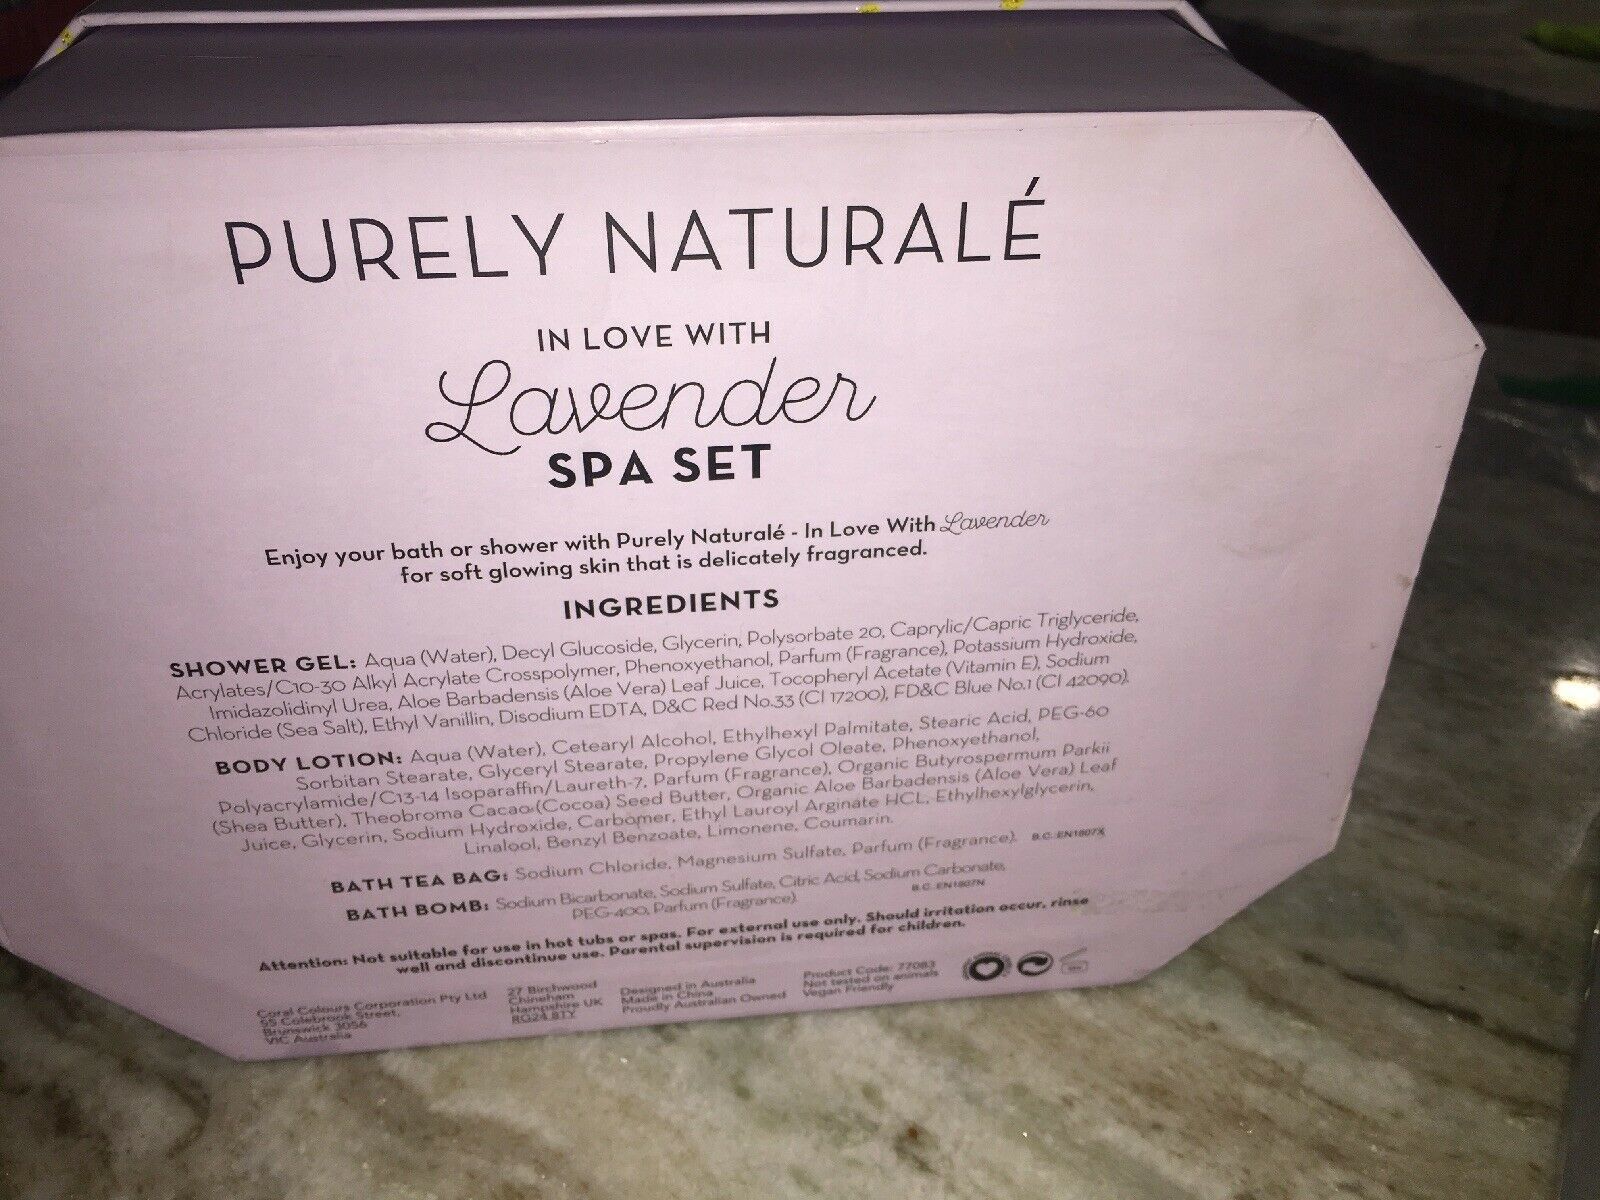 PURELY NATURALÉ
IN LOVE WITH
Lavender
SPA SET
Enjoy your bath or shower with Purely Naturalé - In Love With Lavender
for soft glowing skin that is delicately fragranced.
INGREDIENTS
SHOWER GEL: Aqua (Water), Decyl Glucoside, Glycerin, Polysorbate 20, Caprylic/Capric Triglyceride,
Acrylates/C10-30 Alkyl Acrylate Crosspolymer, Phenoxyethanol, Parfum (Fragrance), Potassium Hydroxide,
Imidazolidinyl Urea, Aloe Barbadensis (Aloe Vera) Leaf Juice, Tocopheryl Acetate (Vitamin E), Sodium
Chloride (Sea Salt), Ethyl Vanillin, Disodium EDTA, D&C Red No.33 (CI 17200), FD&C Blue No.1 (CI 42090).
BODY LOTION: Aqua (Water), Cetearyl Alcohol, Ethylhexyl Palmitate, Stearic Acid, PEG-60
Sorbitan Stearate, Glyceryl Stearate, Propylene Glycol Oleate, Phenoxyethanol,
Polyacrylamide/C13-14 Isoparaffin/Laureth-7, Parfum (Fragrance), Organic Butyrospermum Parkii
(Shea Butter), Theobroma Cacao (Cocoa) Seed Butter, Organic Aloe Barbadensis (Aloe Vera) Leaf
Juice, Glycerin, Sodium Hydroxide, Carbomer, Ethyl Lauroyl Arginate HCL, Ethylhexylglycerin,
Linalool, Benzyl Benzoate, Limonene, Coumarin.
BATH TEA BAG: Sodium Chloride, Magnesium Sulfate, Parfum (Fragrance). B.C: EN1807X
BATH BOMB: Sodium Bicarbonate, Sodium Sulfate, Citric Acid, Sodium Carbonate,
PEG-400, Parfum (Fragrance). B.C: EN1807N
Attention: Not suitable for use in hot tubs or spas. For external use only. Should irritation occur, rinse
well and discontinue use. Parental supervision is required for children.
Coral Colours Corporation Pty Ltd
55 Colebrook Street,
Brunswick 3056
VIC Australia
27 Birchwood
Chineham
Hampshire UK
RG24 8TY
Designed in Australia
Made in China
Proudly Australian Owned
Product Code: 77083
Not tested on animals
Vegan Friendly